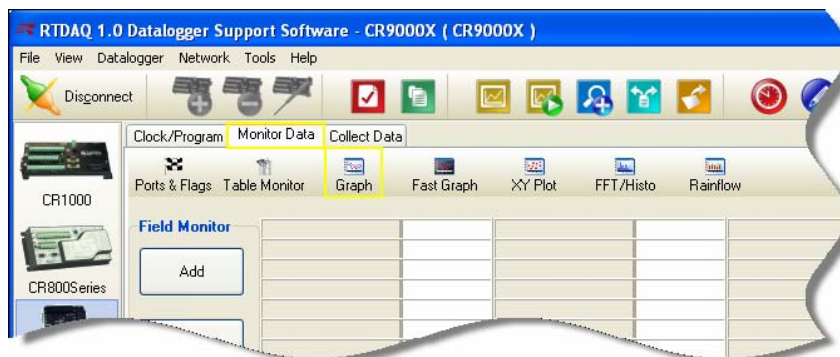 RTDAQ 1.0 Datalogger Support Software - CR9000X ( CR9000X )
File View Datalogger Network Tools Help
Disconnect
Clock/Program Monitor Data Collect Data
Ports & Flags Table Monitor Graph Fast Graph XY Plot FFT/Histo Rainflow
CR1000
Field Monitor
Add
CR800Series